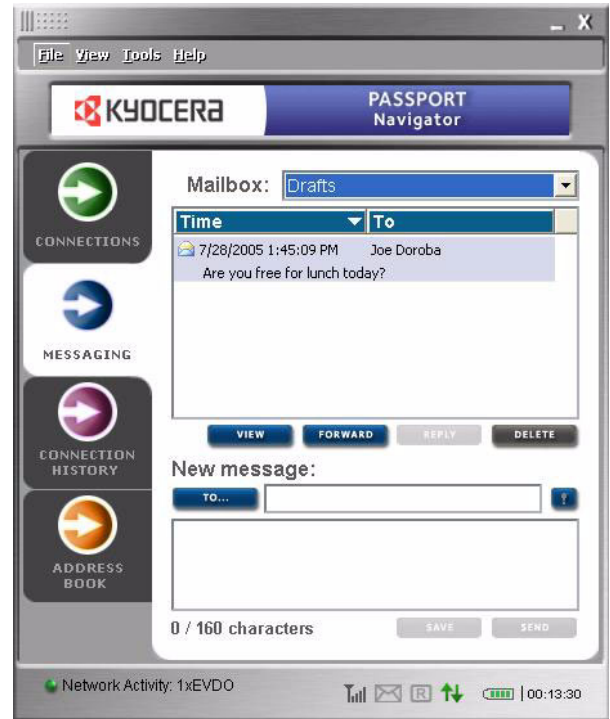 X
File View Tools Help
KYOCERA
PASSPORT
Navigator
CONNECTIONS
MESSAGING
CONNECTION
HISTORY
ADDRESS
BOOK
Mailbox: Drafts
Time To
7/28/2005 1:45:09 PM Joe Doroba
Are you free for lunch today?
VIEW FORWARD REPLY DELETE
New message:
TO... ?
0 / 160 characters SAVE SEND
Network Activity: 1xEVDO R 00:13:30